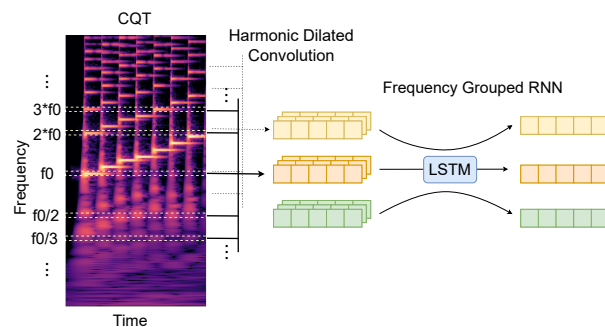 CQT
Harmonic Dilated
Convolution
Frequency Grouped RNN
Frequency
⋮
3*f0
2*f0
f0
f0/2
f0/3
⋮
⋮
⋮
LSTM
Time